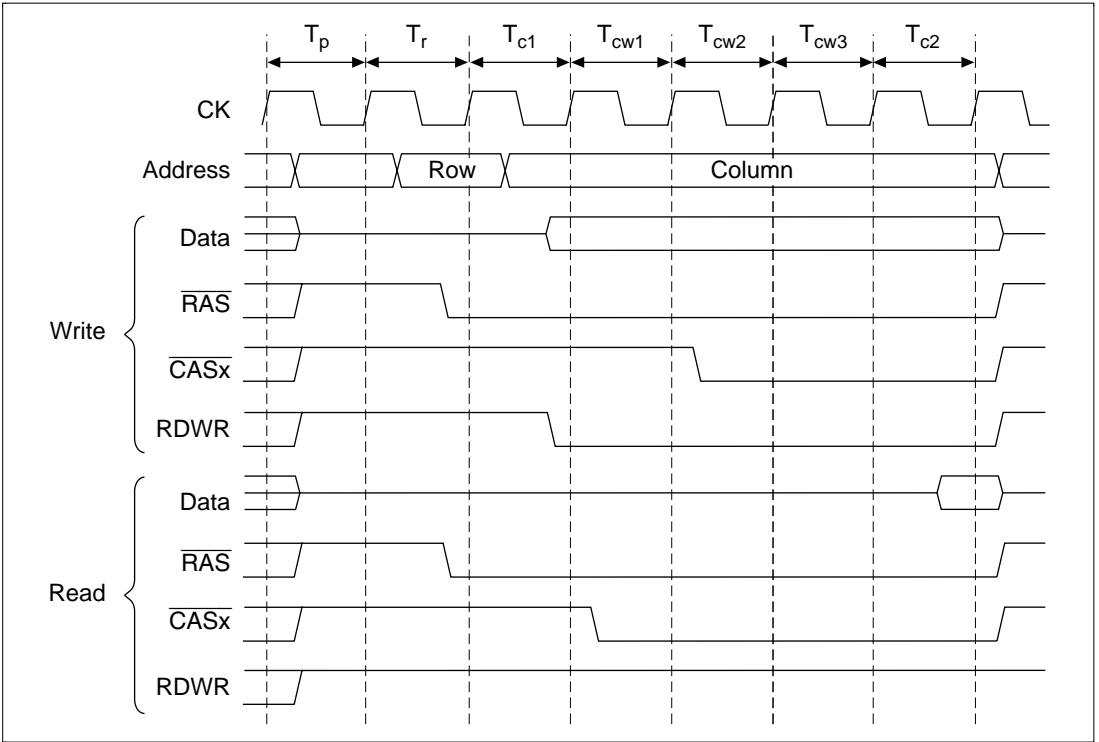 Tp Tr Tc1 Tcw1 Tcw2 Tcw3 Tc2
CK
Address Row Column
Write
Data
RAS
CASx
RDWR
Read
Data
RAS
CASx
RDWR